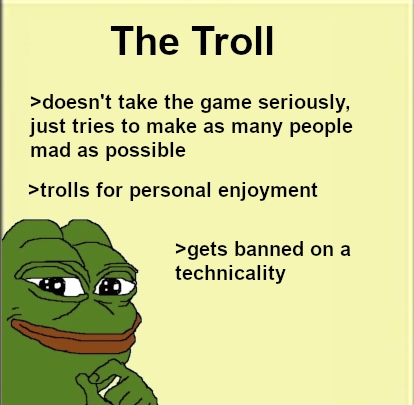 The Troll
>doesn't take the game seriously,
just tries to make as many people
mad as possible
>trolls for personal enjoyment
>gets banned on a
technicality